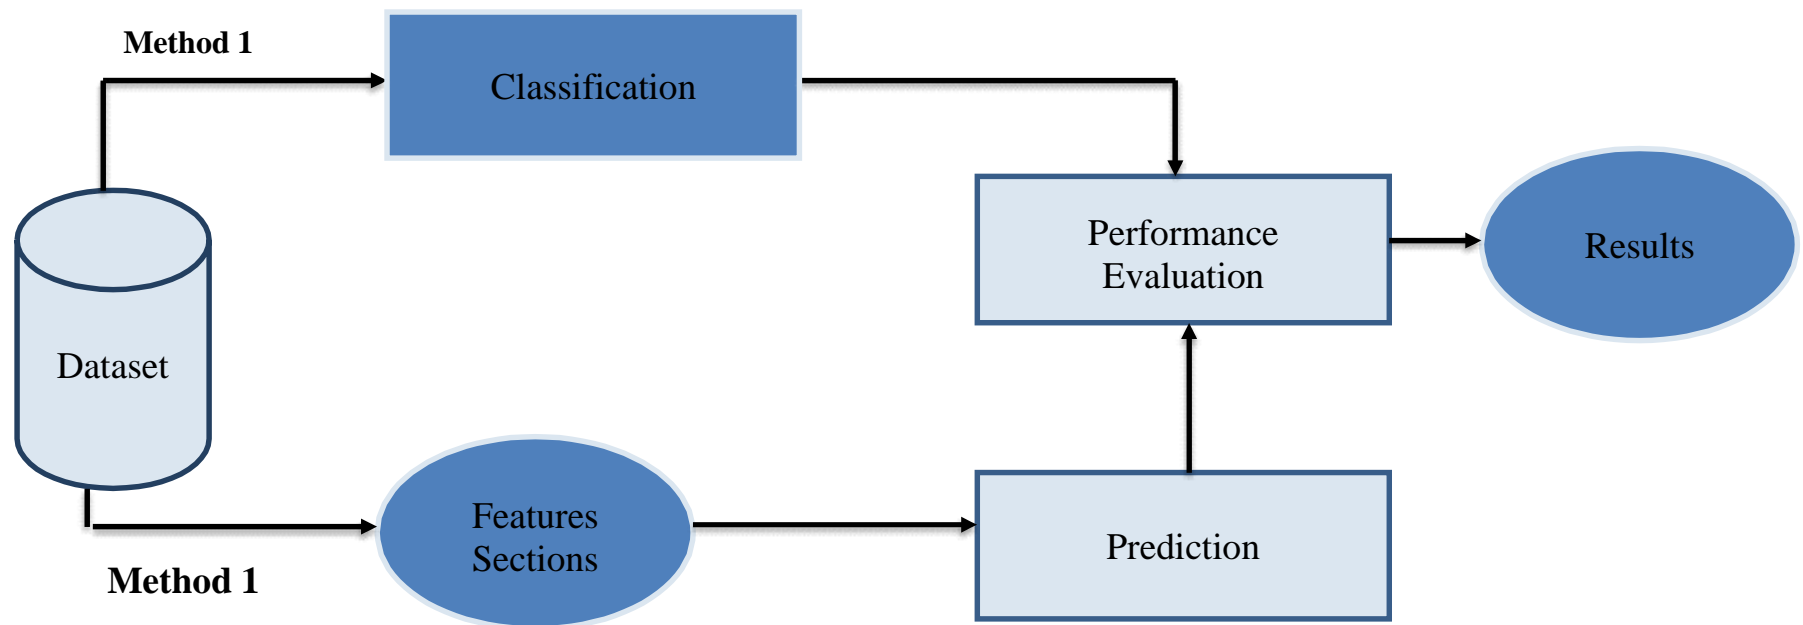 Method 1
Classification
Performance
Evaluation
Results
Dataset
Features
Sections
Prediction
Method 1